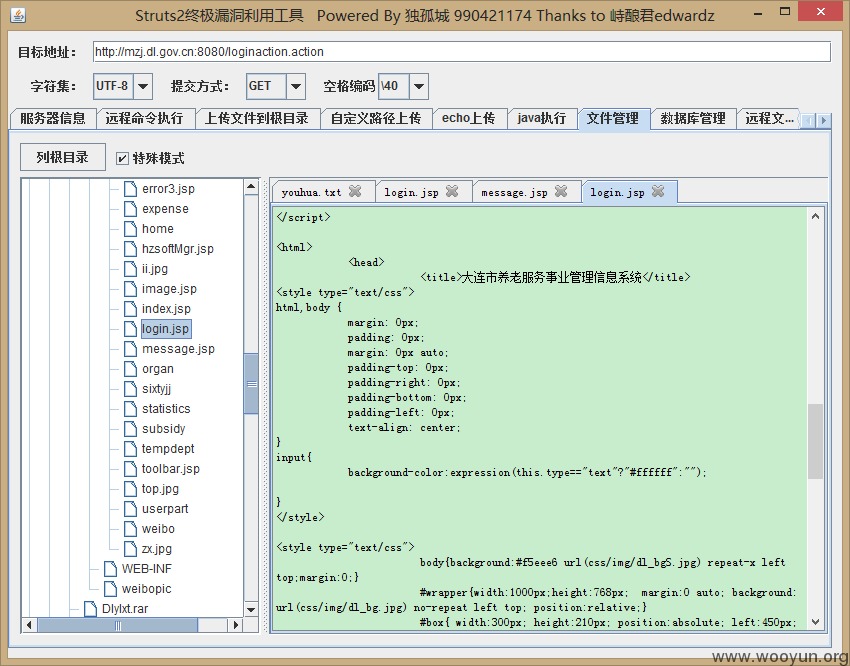 Struts2终极漏洞利用工具 Powered By 独孤城 990421174 Thanks to 峙酿君edwardz
目标地址: http://mzj.dl.gov.cn:8080/loginaction.action
字符集: UTF-8 提交方式: GET 空格编码 \40
服务器信息 远程命令执行 上传文件到根目录 自定义路径上传 echo上传 java执行 文件管理 数据库管理 远程文...
列根目录 特殊模式
error3.jsp
expense
home
hzsoftMgr.jsp
ii.jpg
image.jsp
index.jsp
login.jsp
message.jsp
organ
sixtyjj
statistics
subsidy
tempdept
toolbar.jsp
top.jpg
userpart
weibo
zx.jpg
WEB-INF
weibopic
Dlylxt.rar
youhua.txt login.jsp message.jsp login.jsp
</script>
<html>
<head>
<title>大连市养老服务事业管理信息系统</title>
<style type="text/css">
html,body {
margin: 0px;
padding: 0px;
margin: 0px auto;
padding-top: 0px;
padding-right: 0px;
padding-bottom: 0px;
padding-left: 0px;
text-align: center;
}
input{
background-color:expression(this.type=="text"?"#ffffff":"");
}
</style>
<style type="text/css">
body{background:#f5eee6 url(css/img/dl_bgS.jpg) repeat-x left
top;margin:0;}
#wrapper{width:1000px;height:768px; margin:0 auto; background:
url(css/img/dl_bg.jpg) no-repeat left top; position:relative;}
#box{ width:300px; height:210px; position:absolute; left:450px;
www.wooyun.org